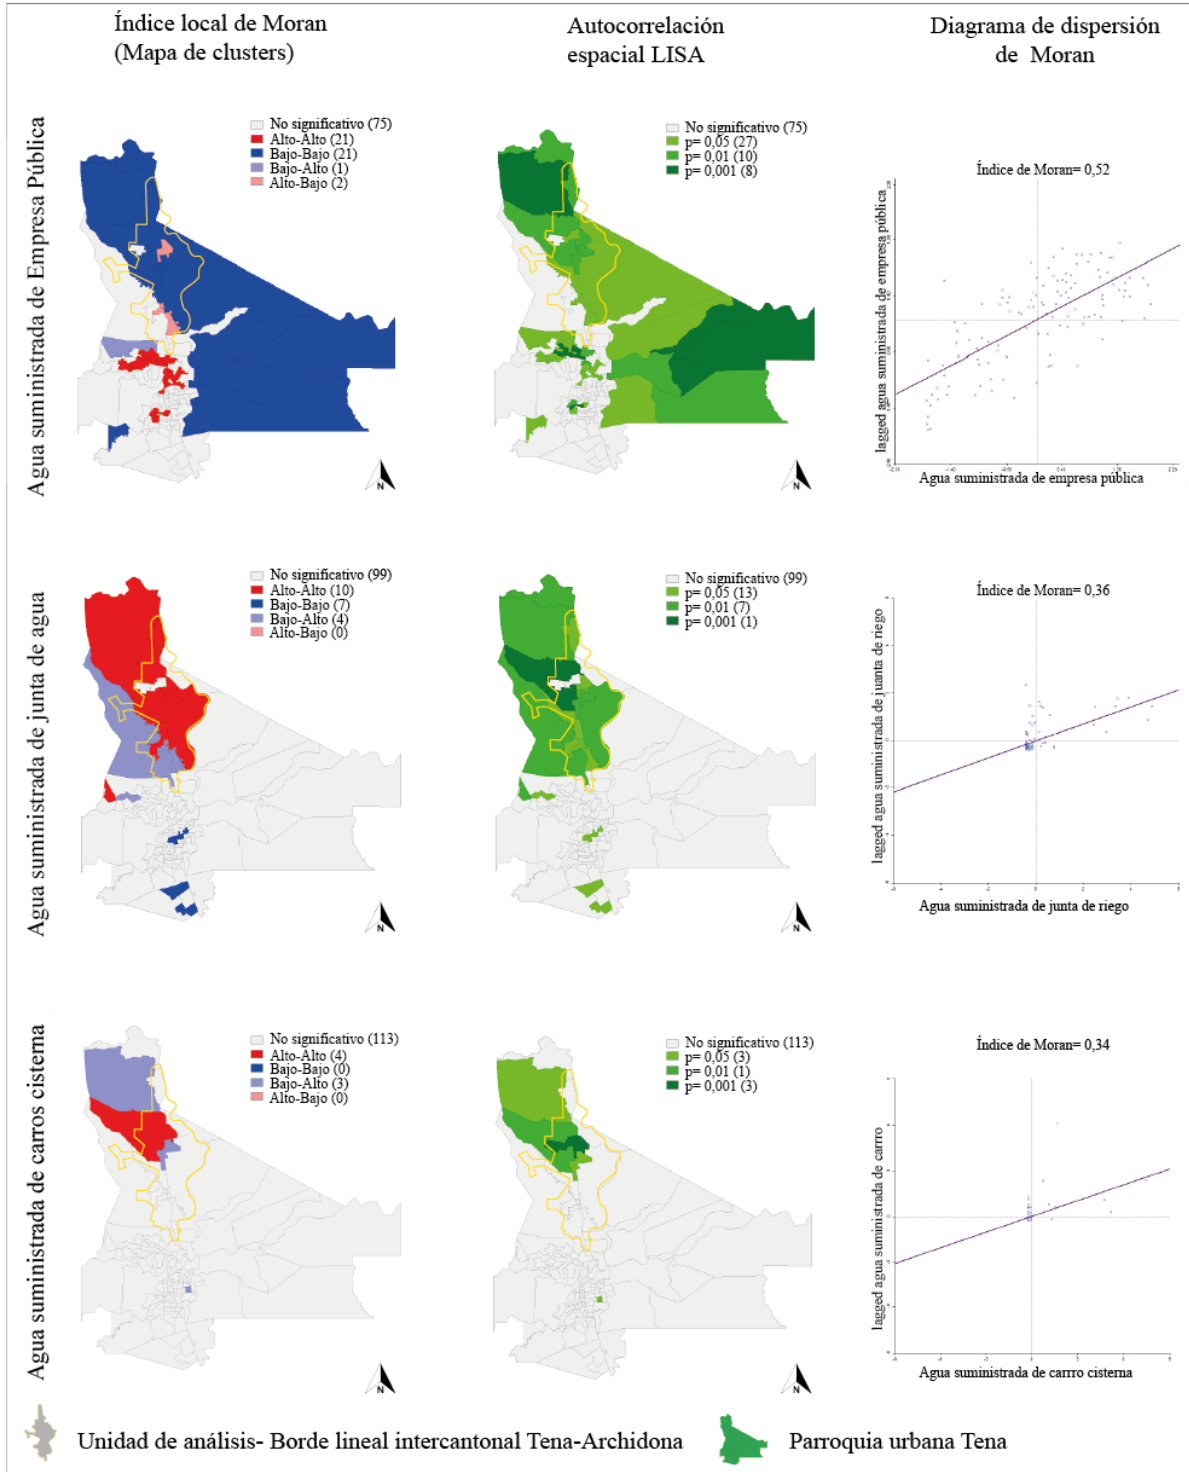 Índice local de Moran
(Mapa de clusters)
Autocorrelación
espacial LISA
Diagrama de dispersión
de Moran
Agua suministrada de Empresa Pública
No significativo (75)
Alto-Alto (21)
Bajo-Bajo (21)
Bajo-Alto (1)
Alto-Bajo (2)
N
No significativo (75)
p= 0,05 (27)
p= 0,01 (10)
p= 0,001 (8)
N
Índice de Moran= 0,52
lagged agua suministrada de empresa pública
Agua suministrada de empresa pública
Agua suministrada de junta de agua
No significativo (99)
Alto-Alto (10)
Bajo-Bajo (7)
Bajo-Alto (4)
Alto-Bajo (0)
N
No significativo (99)
p= 0,05 (13)
p= 0,01 (7)
p= 0,001 (1)
N
Índice de Moran= 0,36
lagged agua suministrada de juanta de riego
Agua suministrada de junta de riego
Agua suministrada de carros cisterna
No significativo (113)
Alto-Alto (4)
Bajo-Bajo (0)
Bajo-Alto (3)
Alto-Bajo (0)
N
No significativo (113)
p= 0,05 (3)
p= 0,01 (1)
p= 0,001 (3)
N
Índice de Moran= 0,34
lagged agua suministrada de carrro
Agua suministrada de carrro cisterna
Unidad de análisis- Borde lineal intercantonal Tena-Archidona
Parroquia urbana Tena